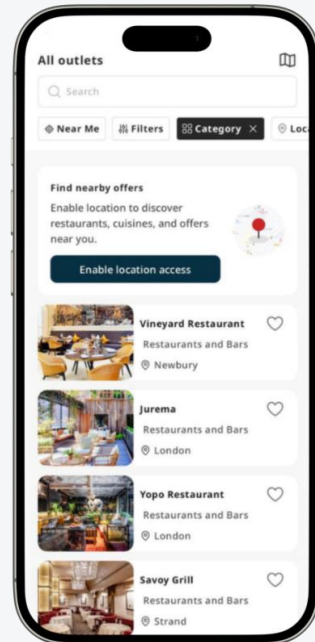 All outlets
Search
Near Me Filters Category × Loca
Find nearby offers
Enable location to discover
restaurants, cuisines, and offers
near you.
Enable location access
Vineyard Restaurant
Restaurants and Bars
Newbury
Jurema
Restaurants and Bars
London
Yopo Restaurant
Restaurants and Bars
London
Savoy Grill
Restaurants and Bars
Strand